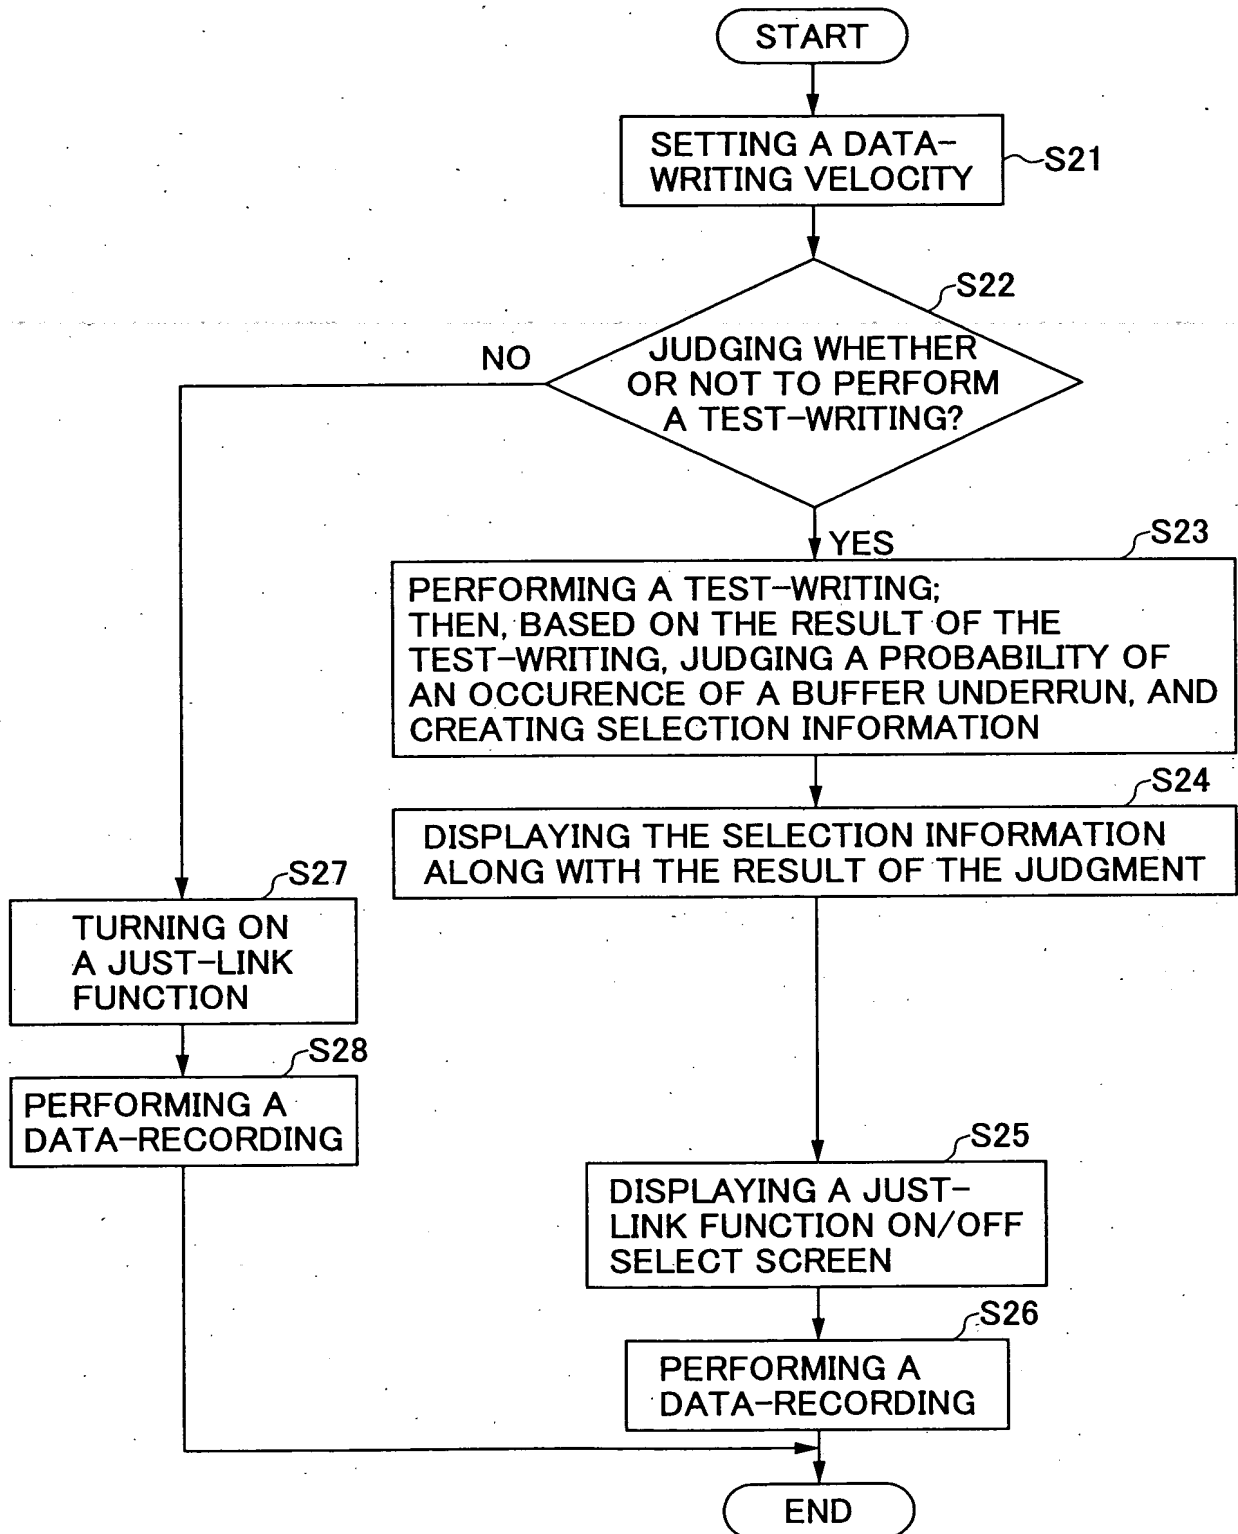 START
SETTING A DATA-
WRITING VELOCITY
S21
S22
JUDGING WHETHER
OR NOT TO PERFORM
A TEST-WRITING?
NO
YES
S23
PERFORMING A TEST-WRITING;
THEN, BASED ON THE RESULT OF THE
TEST-WRITING, JUDGING A PROBABILITY OF
AN OCCURENCE OF A BUFFER UNDERRUN, AND
CREATING SELECTION INFORMATION
S24
DISPLAYING THE SELECTION INFORMATION
ALONG WITH THE RESULT OF THE JUDGMENT
S27
TURNING ON
A JUST-LINK
FUNCTION
S28
PERFORMING A
DATA-RECORDING
S25
DISPLAYING A JUST-
LINK FUNCTION ON/OFF
SELECT SCREEN
S26
PERFORMING A
DATA-RECORDING
END